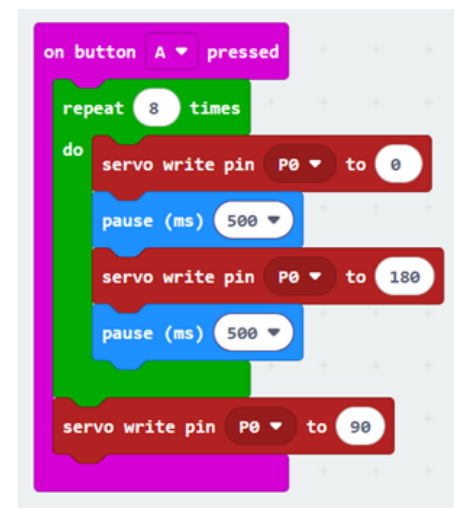 on button A pressed
repeat 8 times
do
servo write pin P0 to 0
pause (ms) 500
servo write pin P0 to 180
pause (ms) 500
servo write pin P0 to 90